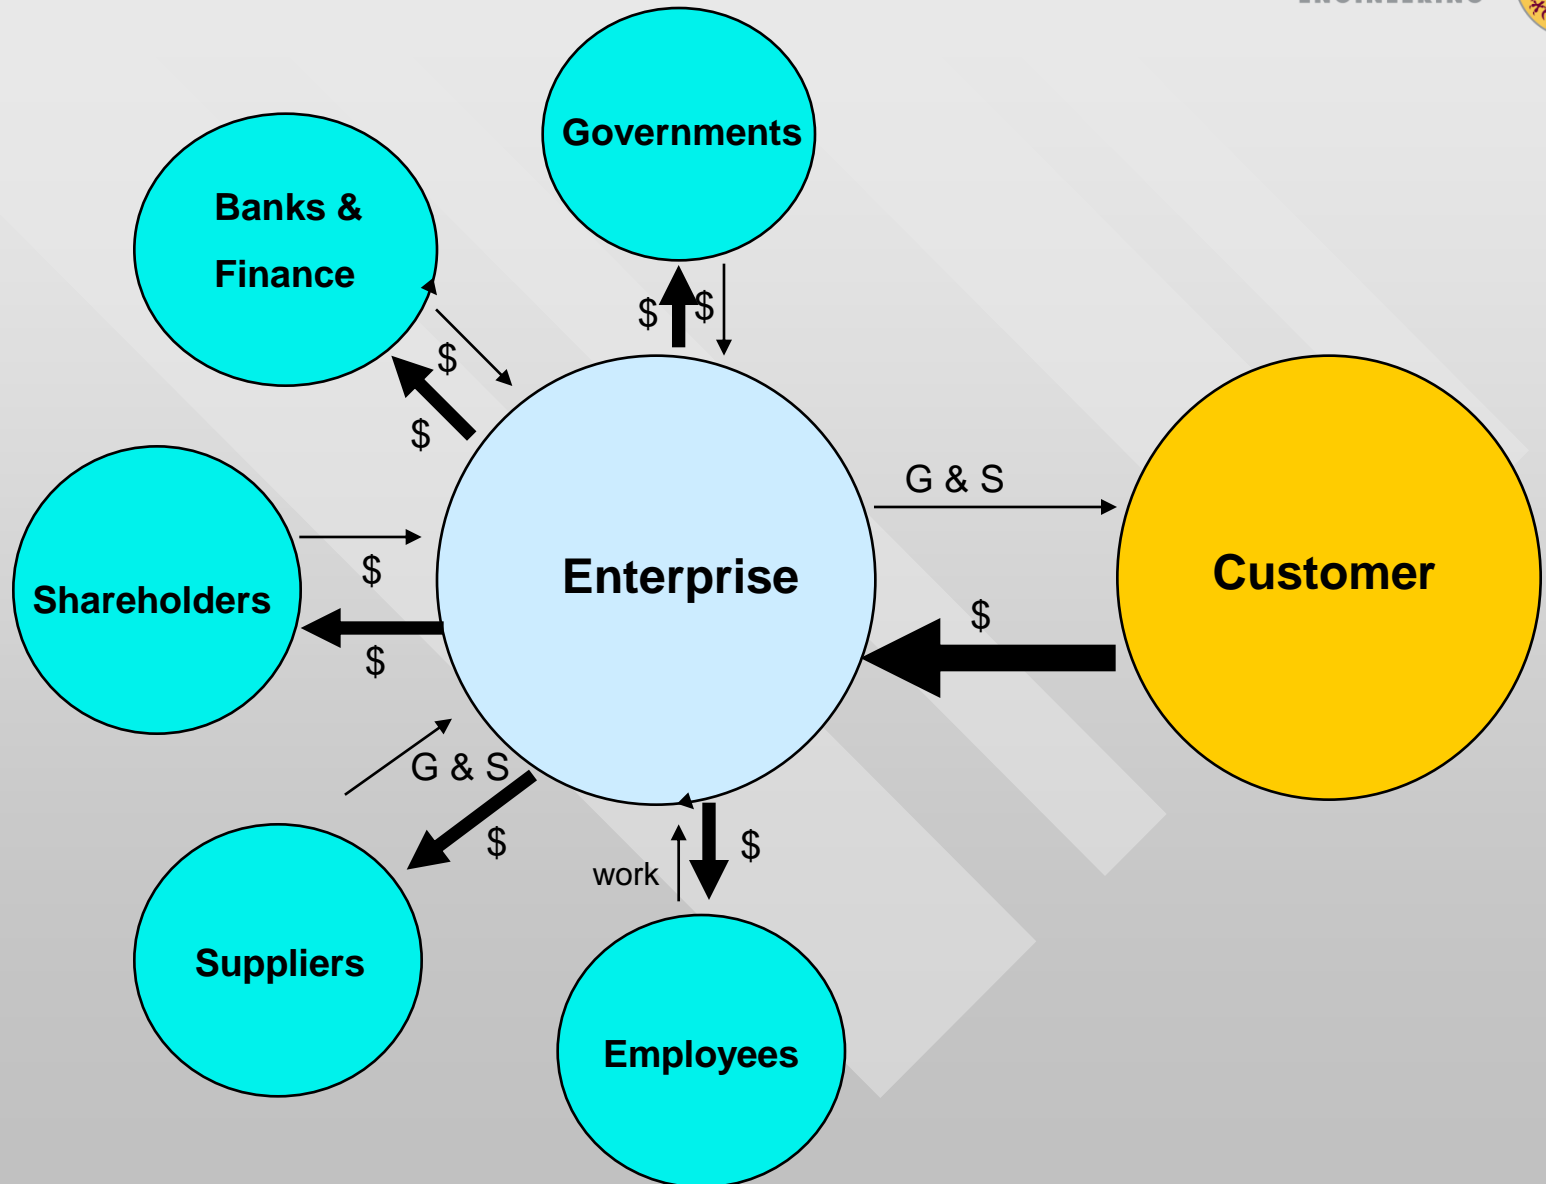 Governments
Banks &
Finance
$
$
$
$
G & S
Enterprise
Customer
$
Shareholders
$
$
G & S
$
work
$
Suppliers
Employees